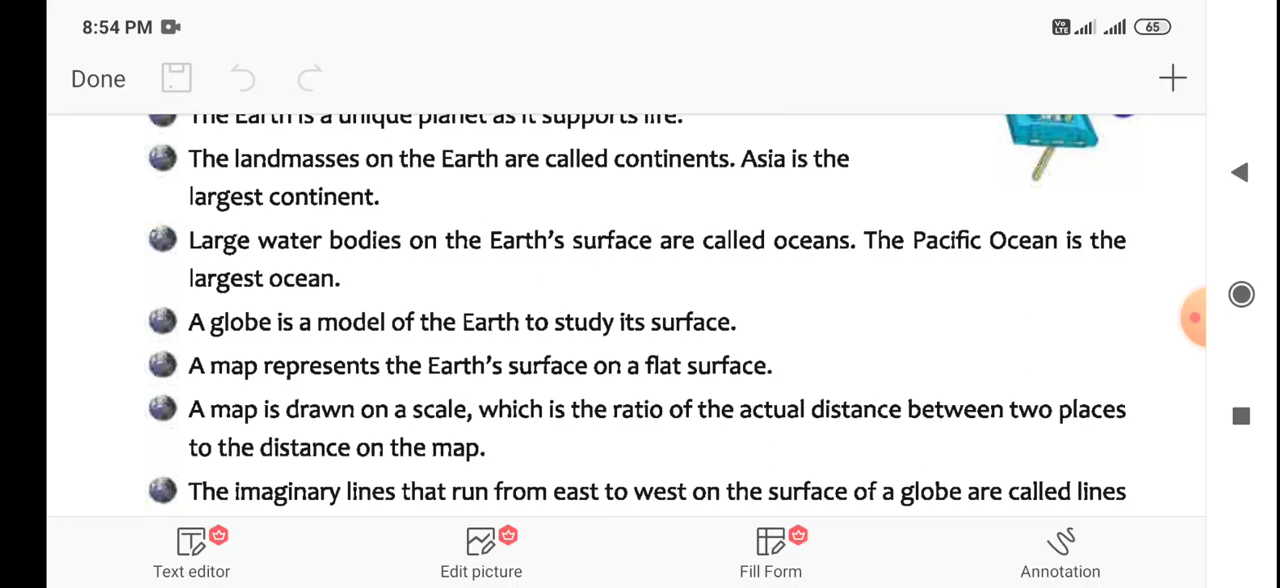 8:54 PM
Vo LTE
65
Done
The Earth is a unique planet as it supports life.
The landmasses on the Earth are called continents. Asia is the
largest continent.
Large water bodies on the Earth's surface are called oceans. The Pacific Ocean is the
largest ocean.
A globe is a model of the Earth to study its surface.
A map represents the Earth's surface on a flat surface.
A map is drawn on a scale, which is the ratio of the actual distance between two places
to the distance on the map.
The imaginary lines that run from east to west on the surface of a globe are called lines
Text editor
Edit picture
Fill Form
Annotation